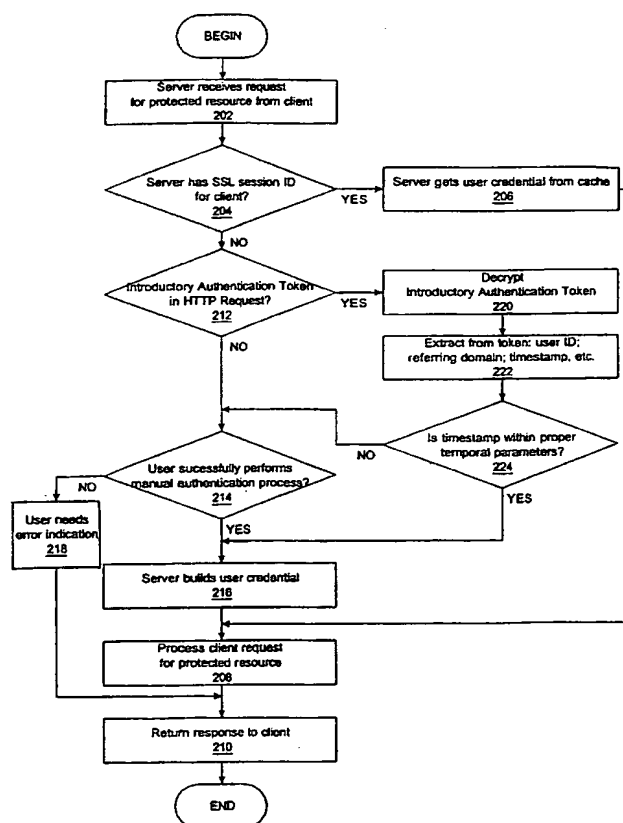 BEGIN
Server receives request
for protected resource from client
202
Server has SSL session ID
for client?
204
YES
Server gets user credential from cache
206
NO
Introductory Authentication Token
in HTTP Request?
212
YES
Decrypt
Introductory Authentication Token
220
NO
Extract from token: user ID;
referring domain; timestamp, etc.
222
Is timestamp within proper
temporal parameters?
224
NO
YES
User sucessfully performs
manual authentication process?
214
NO
YES
User needs
error indication
218
Server builds user credential
216
Process client request
for protected resource
208
Return response to client
210
END